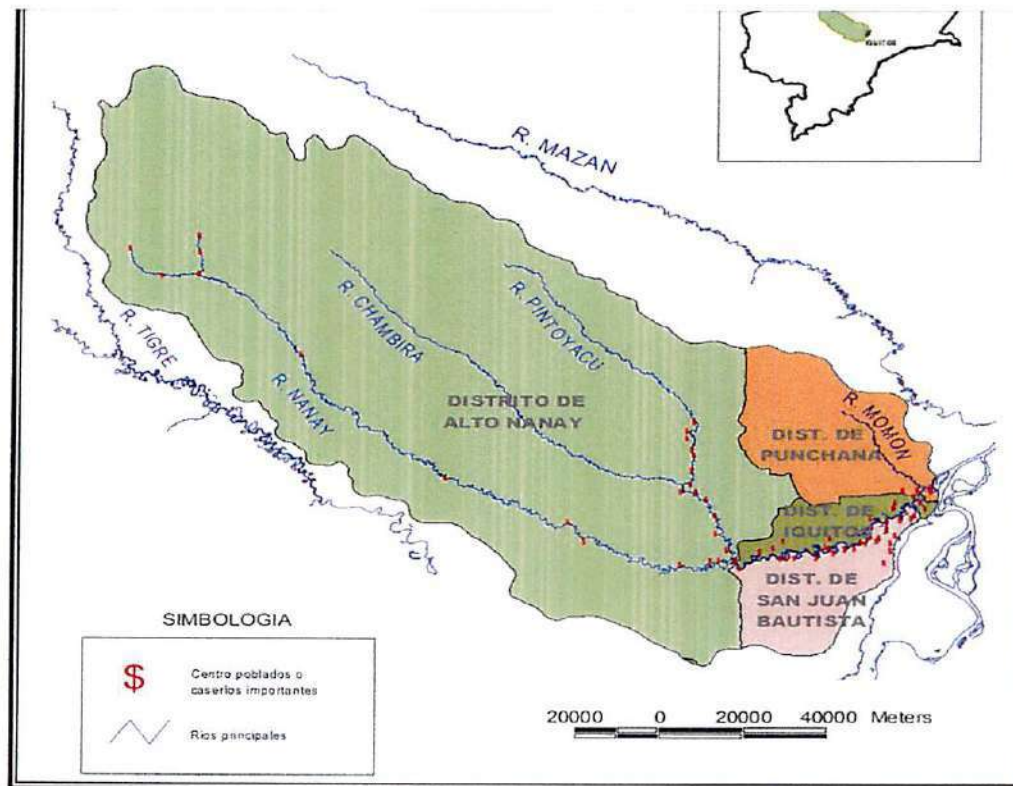 IQUITOS
R. MAZAN
R. TIGRE
R. NANAY
R. CHAMBIRA
R. PINTOYACU
DISTRITO DE
ALTO NANAY
R. MOMON
DIST. DE
PUNCHANA
DIST. DE
IQUITOS
DIST. DE
SAN JUAN
BAUTISTA
SIMBOLOGIA
$ Centro poblados o
caserios importantes
Rios principales
20000 0 20000 40000 Meters